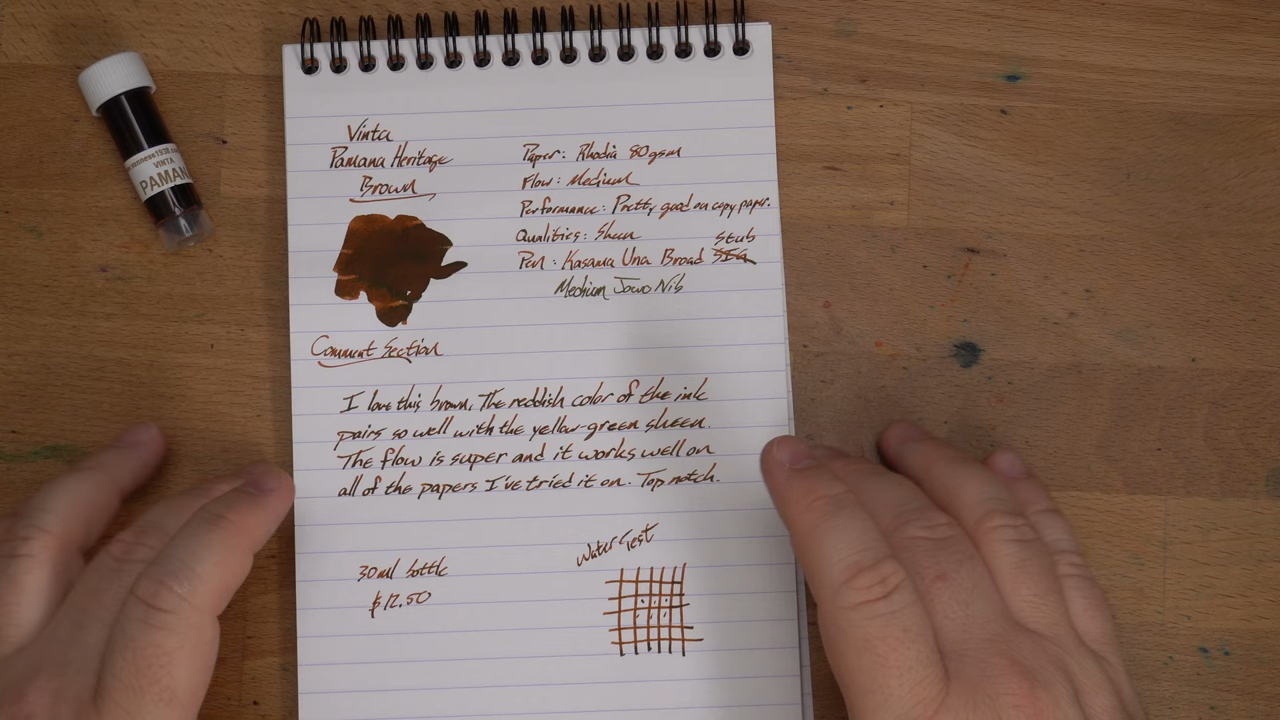 Vinta
Pamana Heritage
Brown
Paper: Rhodia 80gsm
Flow: Medium
Performance: Pretty good on copy paper.
Qualities: Sheen
Pen: Kasama Una Broad Stub
Medium Jowo Nib
Comment Section
I love this brown. The reddish color of the ink
pairs so well with the yellow-green sheen.
The flow is super and it works well on
all of the papers I've tried it on. Top notch.
30ml bottle
$12.50
Water Test
VINTA
PAMAN